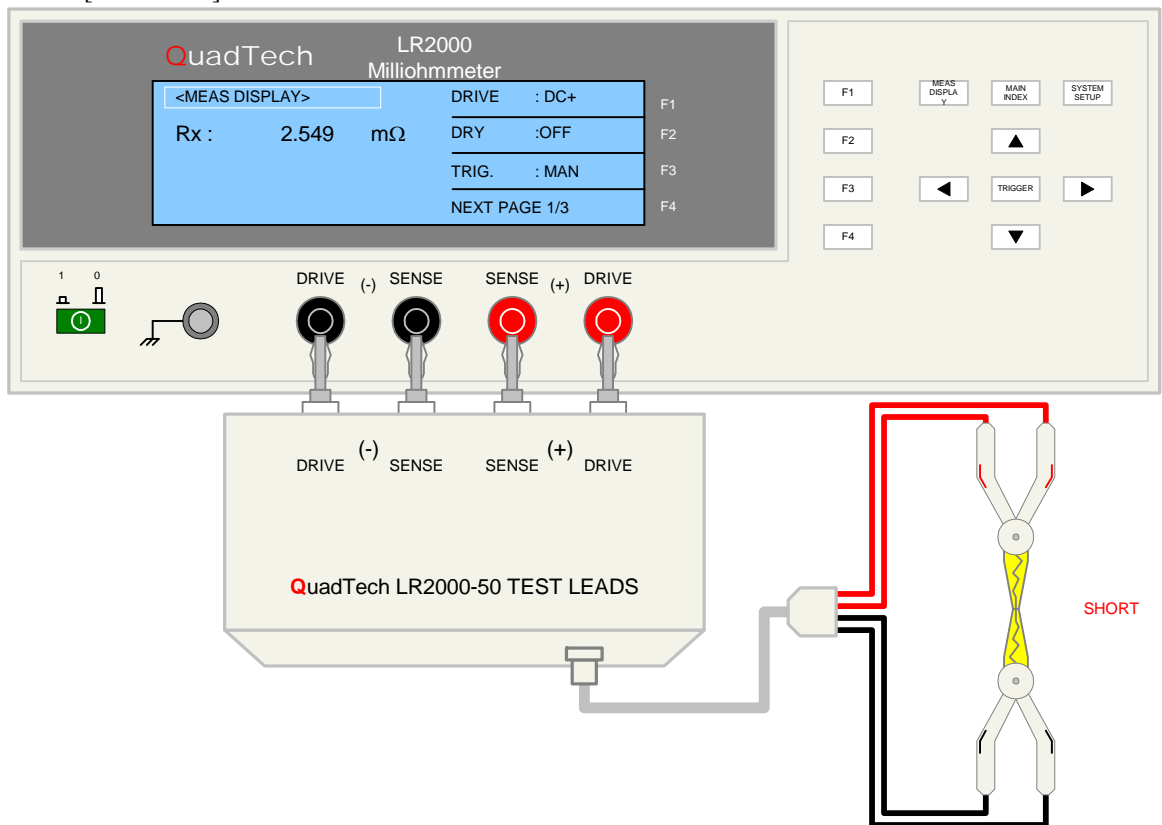 QuadTech
LR2000
Milliohmmeter
<MEAS DISPLAY>
DRIVE : DC+
F1
Rx : 2.549 mΩ
DRY :OFF
F2
TRIG. : MAN
F3
NEXT PAGE 1/3
F4
F1
MEAS
DISPLA
Y
MAIN
INDEX
SYSTEM
SETUP
F2
F3
TRIGGER
F4
1 0
DRIVE (-) SENSE SENSE (+) DRIVE
DRIVE (-) SENSE SENSE (+) DRIVE
QuadTech LR2000-50 TEST LEADS
SHORT